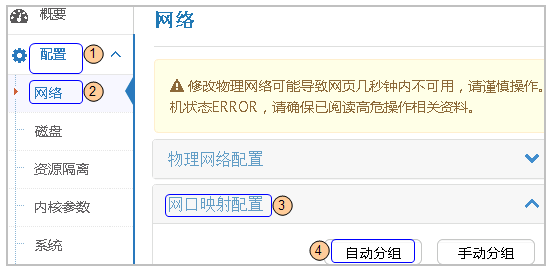 概要
配置 1
网络 2
磁盘
资源隔离
内核参数
系统
网络
修改物理网络可能导致网页几秒钟内不可用，请谨慎操作。
机状态ERROR，请确保已阅读高危操作相关资料。
物理网络配置
网口映射配置 3
4 自动分组 手动分组